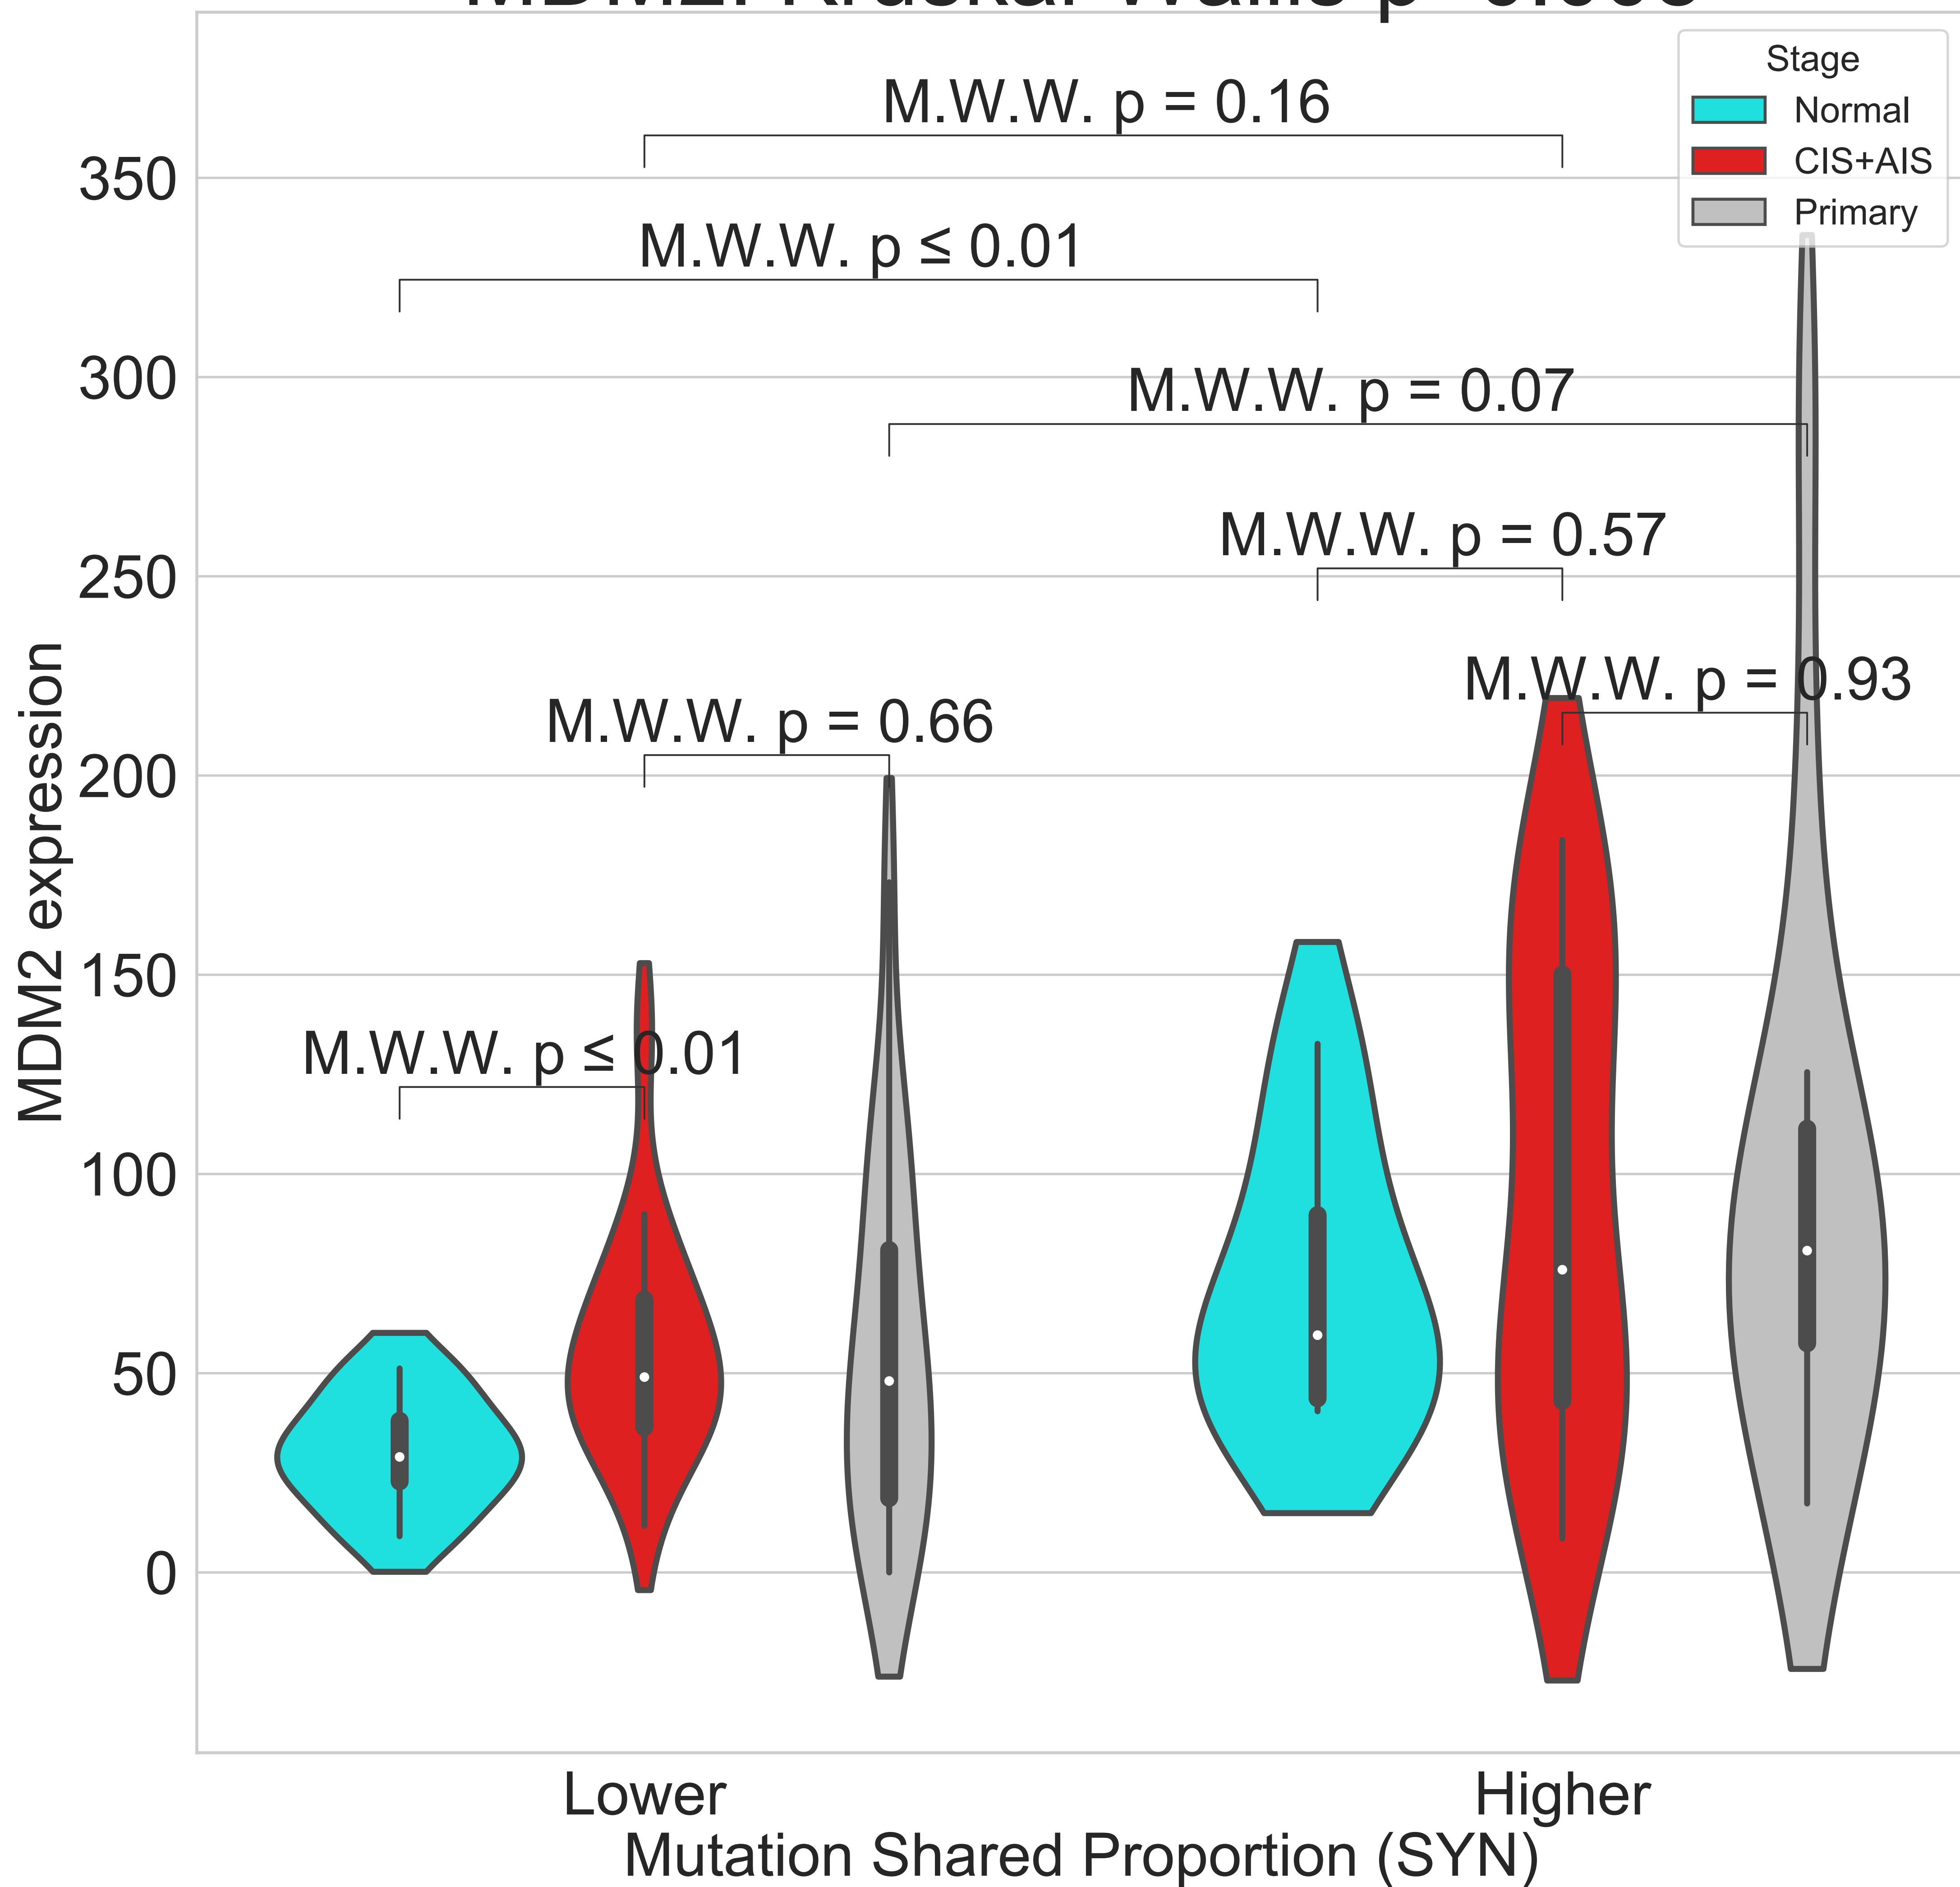 Stage
Normal
CIS+AIS
Primary
M.W.W. p = 0.16
M.W.W. p ≤ 0.01
M.W.W. p = 0.07
M.W.W. p = 0.57
M.W.W. p = 0.93
M.W.W. p = 0.66
M.W.W. p ≤ 0.01
350
300
250
200
150
100
50
0
MDM2 expression
Lower
Higher
Mutation Shared Proportion (SYN)